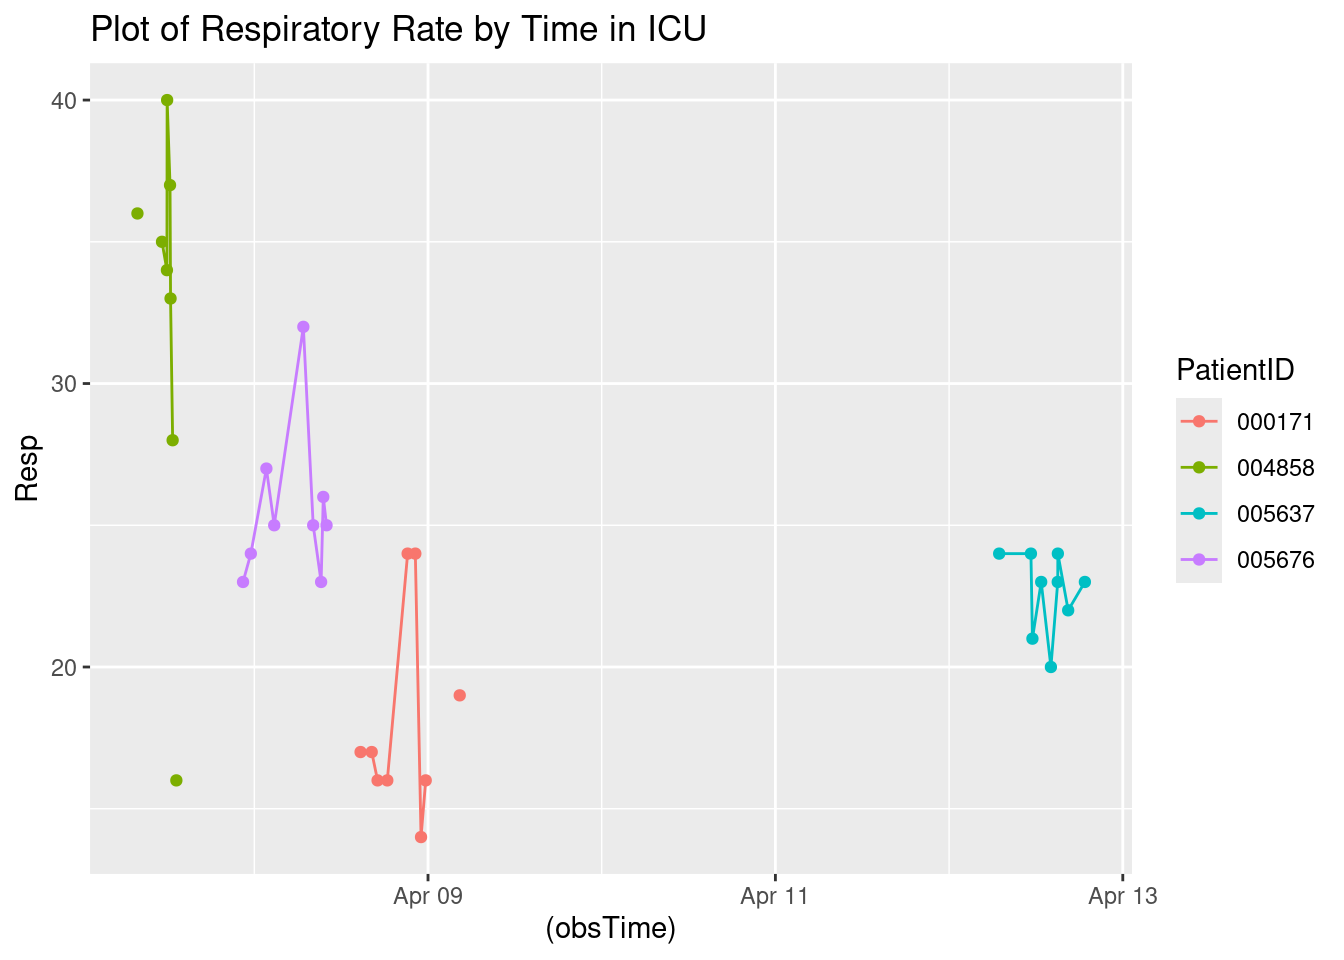 Plot of Respiratory Rate by Time in ICU
40
30
20
Resp
Apr 09
Apr 11
Apr 13
(obsTime)
PatientID
000171
004858
005637
005676